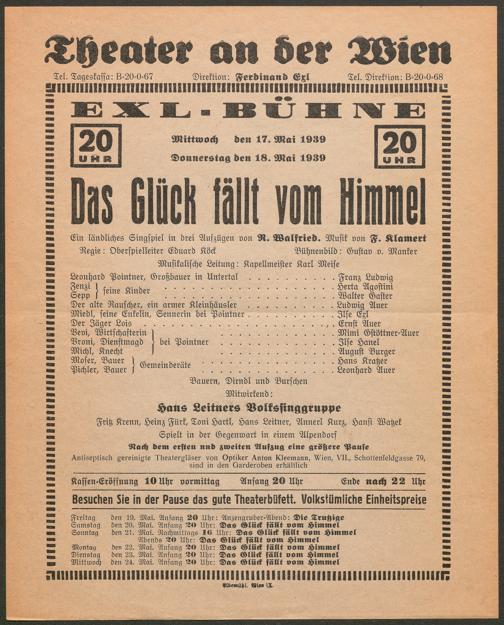 Theater an der Wien
Tel. Tageskassa: B-20-0-67 Direktion: Ferdinand Exl Tel. Direktion: B-20-0-68
EXL-BÜHNE
20 UHR Mittwoch den 17. Mai 1939 20 UHR
Donnerstag den 18. Mai 1939
Das Glück fällt vom Himmel
Ein ländliches Singspiel in drei Aufzügen von R. Walfried. Musik von F. Klamert
Regie: Oberspielleiter Eduard Köck Bühnenbild: Gustav v. Manker
Musikalische Leitung: Kapellmeister Karl Meise
Leonhard Pointner, Großbauer in Untertal Franz Ludwig
Fenzl } seine Kinder Herta Agostini
Sepp } Walter Gaster
Der alte Rauscher, ein armer Kleinhäusler Ludwig Auer
Miedl, seine Enkelin, Sennerin bei Pointner Ilse Exl
Der Jäger Lois Ernst Auer
Vevi, Wirtschafterin } Mimi Gstöttner-Auer
Broni, Dienstmagd } bei Pointner Ilse Hanel
Michl, Knecht } August Burger
Moser, Bauer } Gemeinderäte Hans Kratzer
Pichler, Bauer } Leonhard Auer
Bauern, Dirndl und Burschen
Mitwirkend:
Hans Leitners Volkssinggruppe
Fritz Krenn, Heinz Fürk, Toni Hartl, Hans Leitner, Annerl Kurz, Hansi Watzek
Spielt in der Gegenwart in einem Alpendorf
Nach dem ersten und zweiten Aufzug eine größere Pause
Antiseptisch gereinigte Theatergläser von Optiker Anton Kleemann, Wien, VII., Schottenfeldgasse 79,
sind in den Garderoben erhältlich
Kassen-Eröffnung 10 Uhr vormittag Anfang 20 Uhr Ende nach 22 Uhr
Besuchen Sie in der Pause das gute Theaterbüfett. Volkstümliche Einheitspreise
Freitag den 19. Mai. Anfang 20 Uhr: Anzengruber-Abend: Die Trutzige
Samstag den 20. Mai. Anfang 20 Uhr: Das Glück fällt vom Himmel
Sonntag den 21. Mai. Nachmittags 16 Uhr: Das Glück fällt vom Himmel
Abends 20 Uhr: Das Glück fällt vom Himmel
Montag den 22. Mai. Anfang 20 Uhr: Das Glück fällt vom Himmel
Dienstag den 23. Mai. Anfang 20 Uhr: Das Glück fällt vom Himmel
Mittwoch den 24. Mai. Anfang 20 Uhr: Das Glück fällt vom Himmel